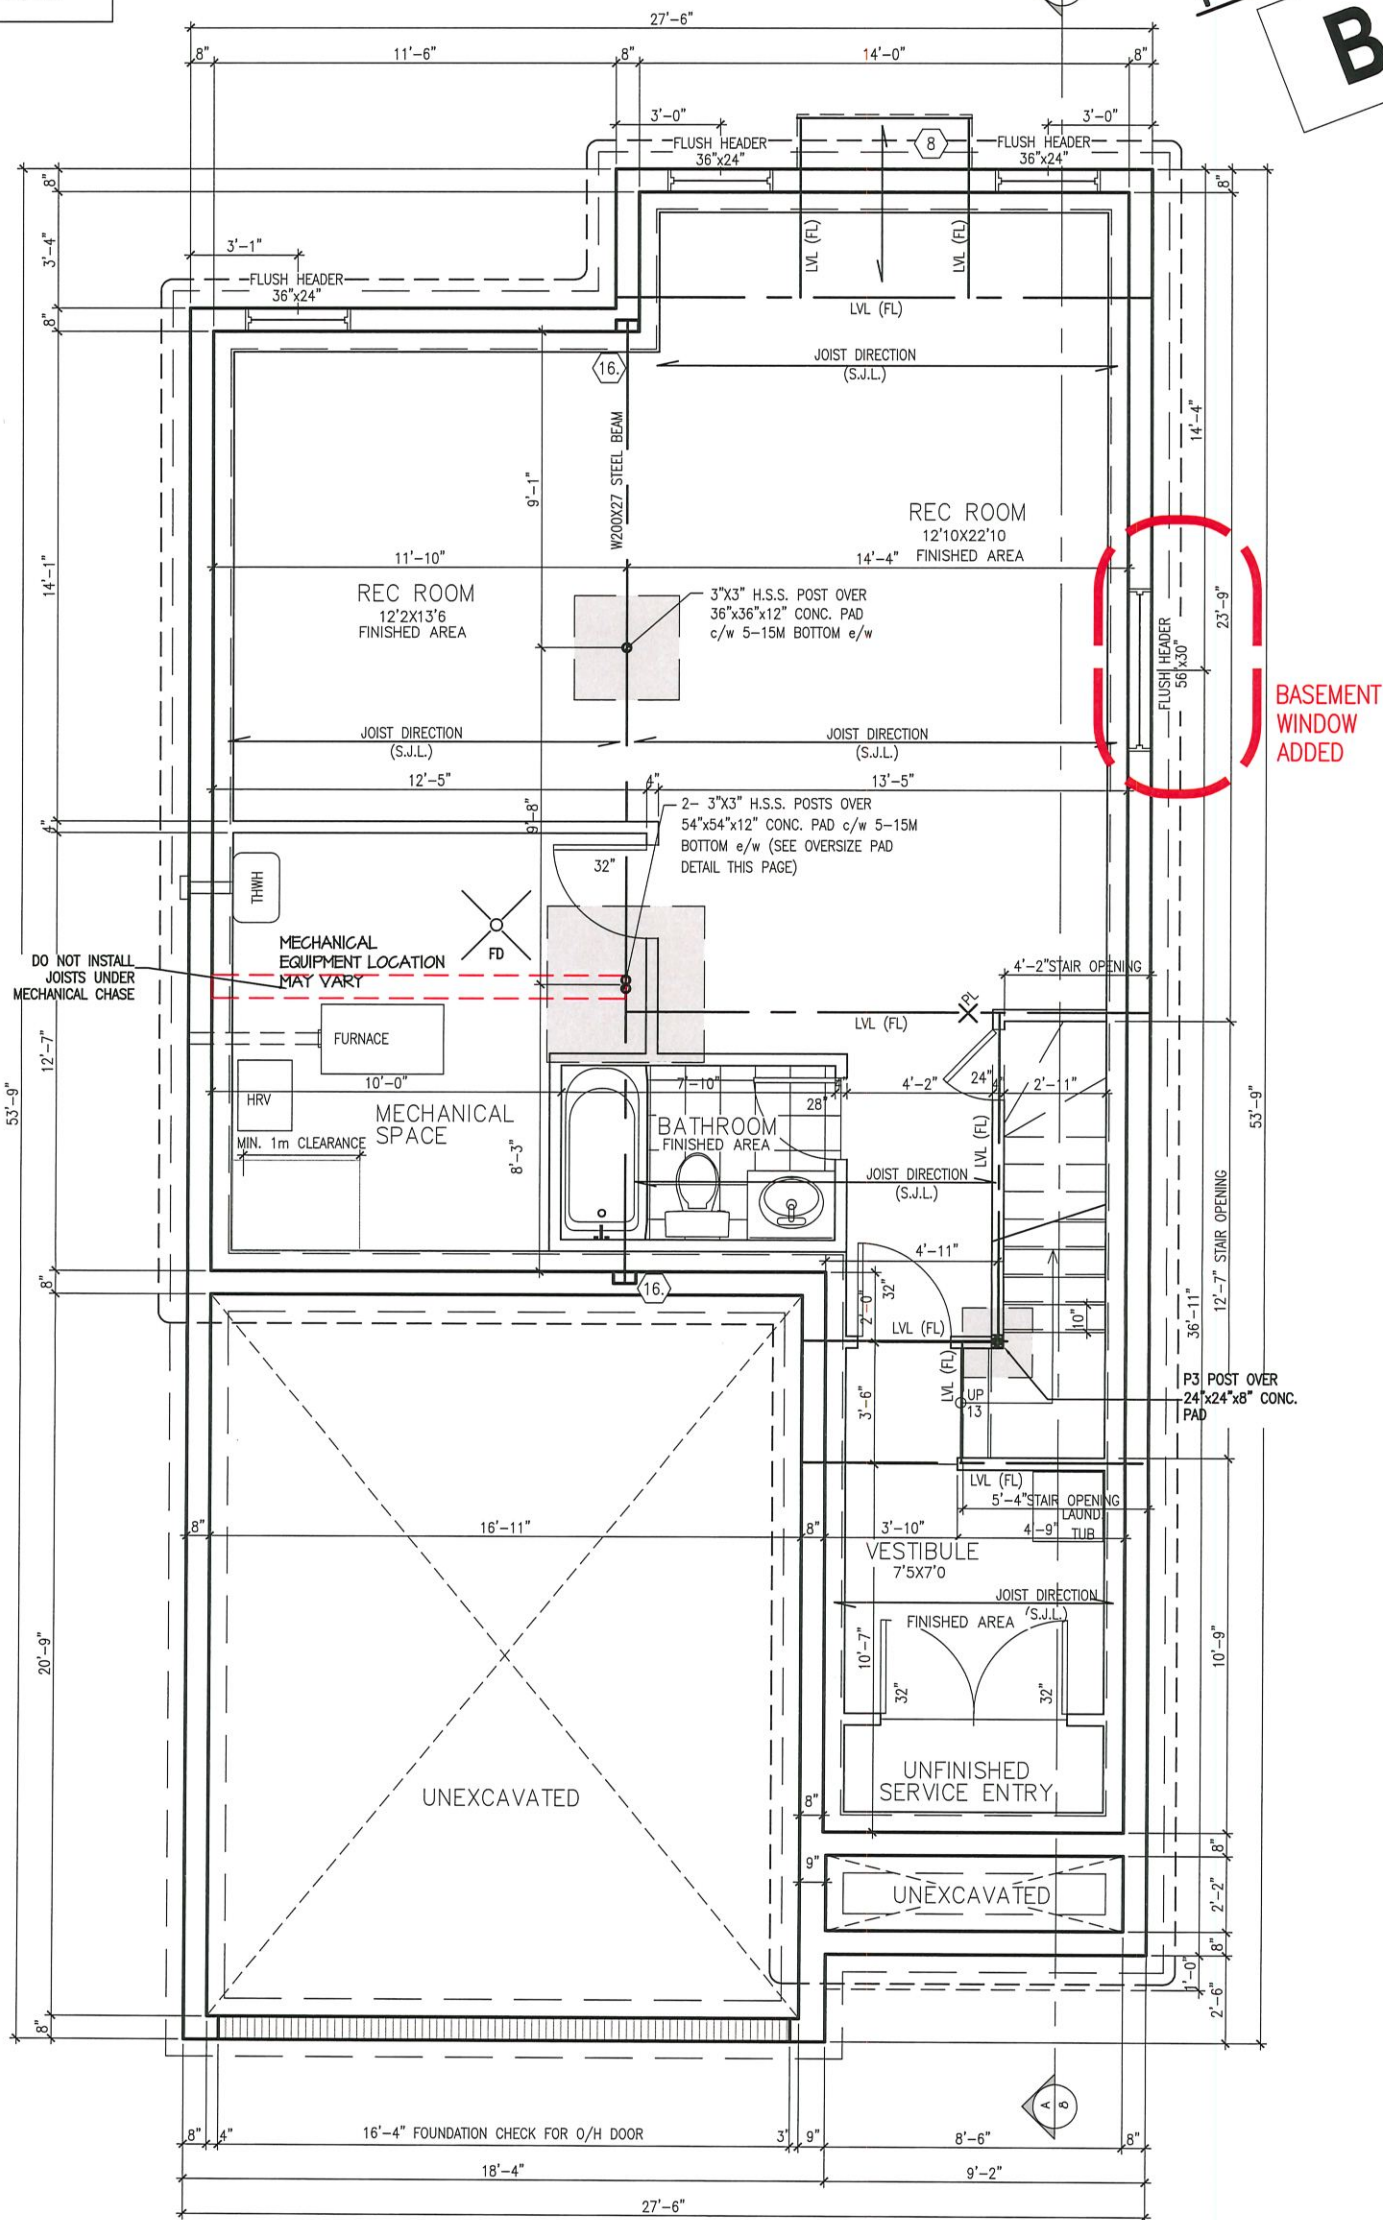 27'-6"
B
8" 11'-6" 8" 14'-0" 8"
3'-0" 3'-0"
FLUSH HEADER
36"x24"
8
FLUSH HEADER
36"x24"
8"
3'-4"
8"
8"
3'-1"
FLUSH HEADER
36"x24"
LVL (FL)
LVL (FL)
LVL (FL)
JOIST DIRECTION
(S.J.L.)
16.
W200X27 STEEL BEAM
9'-1"
14'-4"
14'-1"
REC ROOM
12'10X22'10
FINISHED AREA
11'-10"
14'-4"
REC ROOM
12'2X13'6
FINISHED AREA
3"X3" H.S.S. POST OVER
36"x36"x12" CONC. PAD
c/w 5-15M BOTTOM e/w
23'-9"
FLUSH HEADER
56"x30"
BASEMENT
WINDOW
ADDED
JOIST DIRECTION
(S.J.L.)
JOIST DIRECTION
(S.J.L.)
12'-5" 4" 13'-5"
9'-8"
2- 3"X3" H.S.S. POSTS OVER
54"x54"x12" CONC. PAD c/w 5-15M
BOTTOM e/w (SEE OVERSIZE PAD
DETAIL THIS PAGE)
4"
32"
THWH
FD
MECHANICAL
EQUIPMENT LOCATION
MAY VARY
DO NOT INSTALL
JOISTS UNDER
MECHANICAL CHASE
4'-2"STAIR OPENING
PL
LVL (FL)
FURNACE
12'-7"
53'-9"
53'-9"
10'-0" 7'-10" 4" 4'-2" 24" 4" 2'-11"
28"
HRV
MECHANICAL
SPACE
MIN. 1m CLEARANCE
8'-3"
BATHROOM
FINISHED AREA
LVL (FL)
JOIST DIRECTION
(S.J.L.)
12'-7" STAIR OPENING
4'-11"
8"
16.
32"
2'-0"
LVL (FL)
10"
36'-11"
LVL (FL)
3'-6"
UP
13
P3 POST OVER
24"x24"x8" CONC.
PAD
LVL (FL)
5'-4"STAIR OPENING
LAUND.
TUB
8" 16'-11" 8" 3'-10" 4'-9"
VESTIBULE
7'5X7'0
JOIST DIRECTION
(S.J.L.)
FINISHED AREA
10'-7"
32"
32"
10'-9"
20'-9"
UNEXCAVATED
UNFINISHED
SERVICE ENTRY
8"
8"
9"
UNEXCAVATED
2'-2"
8"
1'-0"
2'-6"
8"
A
8
8" 4" 16'-4" FOUNDATION CHECK FOR O/H DOOR 3" 9" 8'-6" 8"
18'-4" 9'-2"
27'-6"